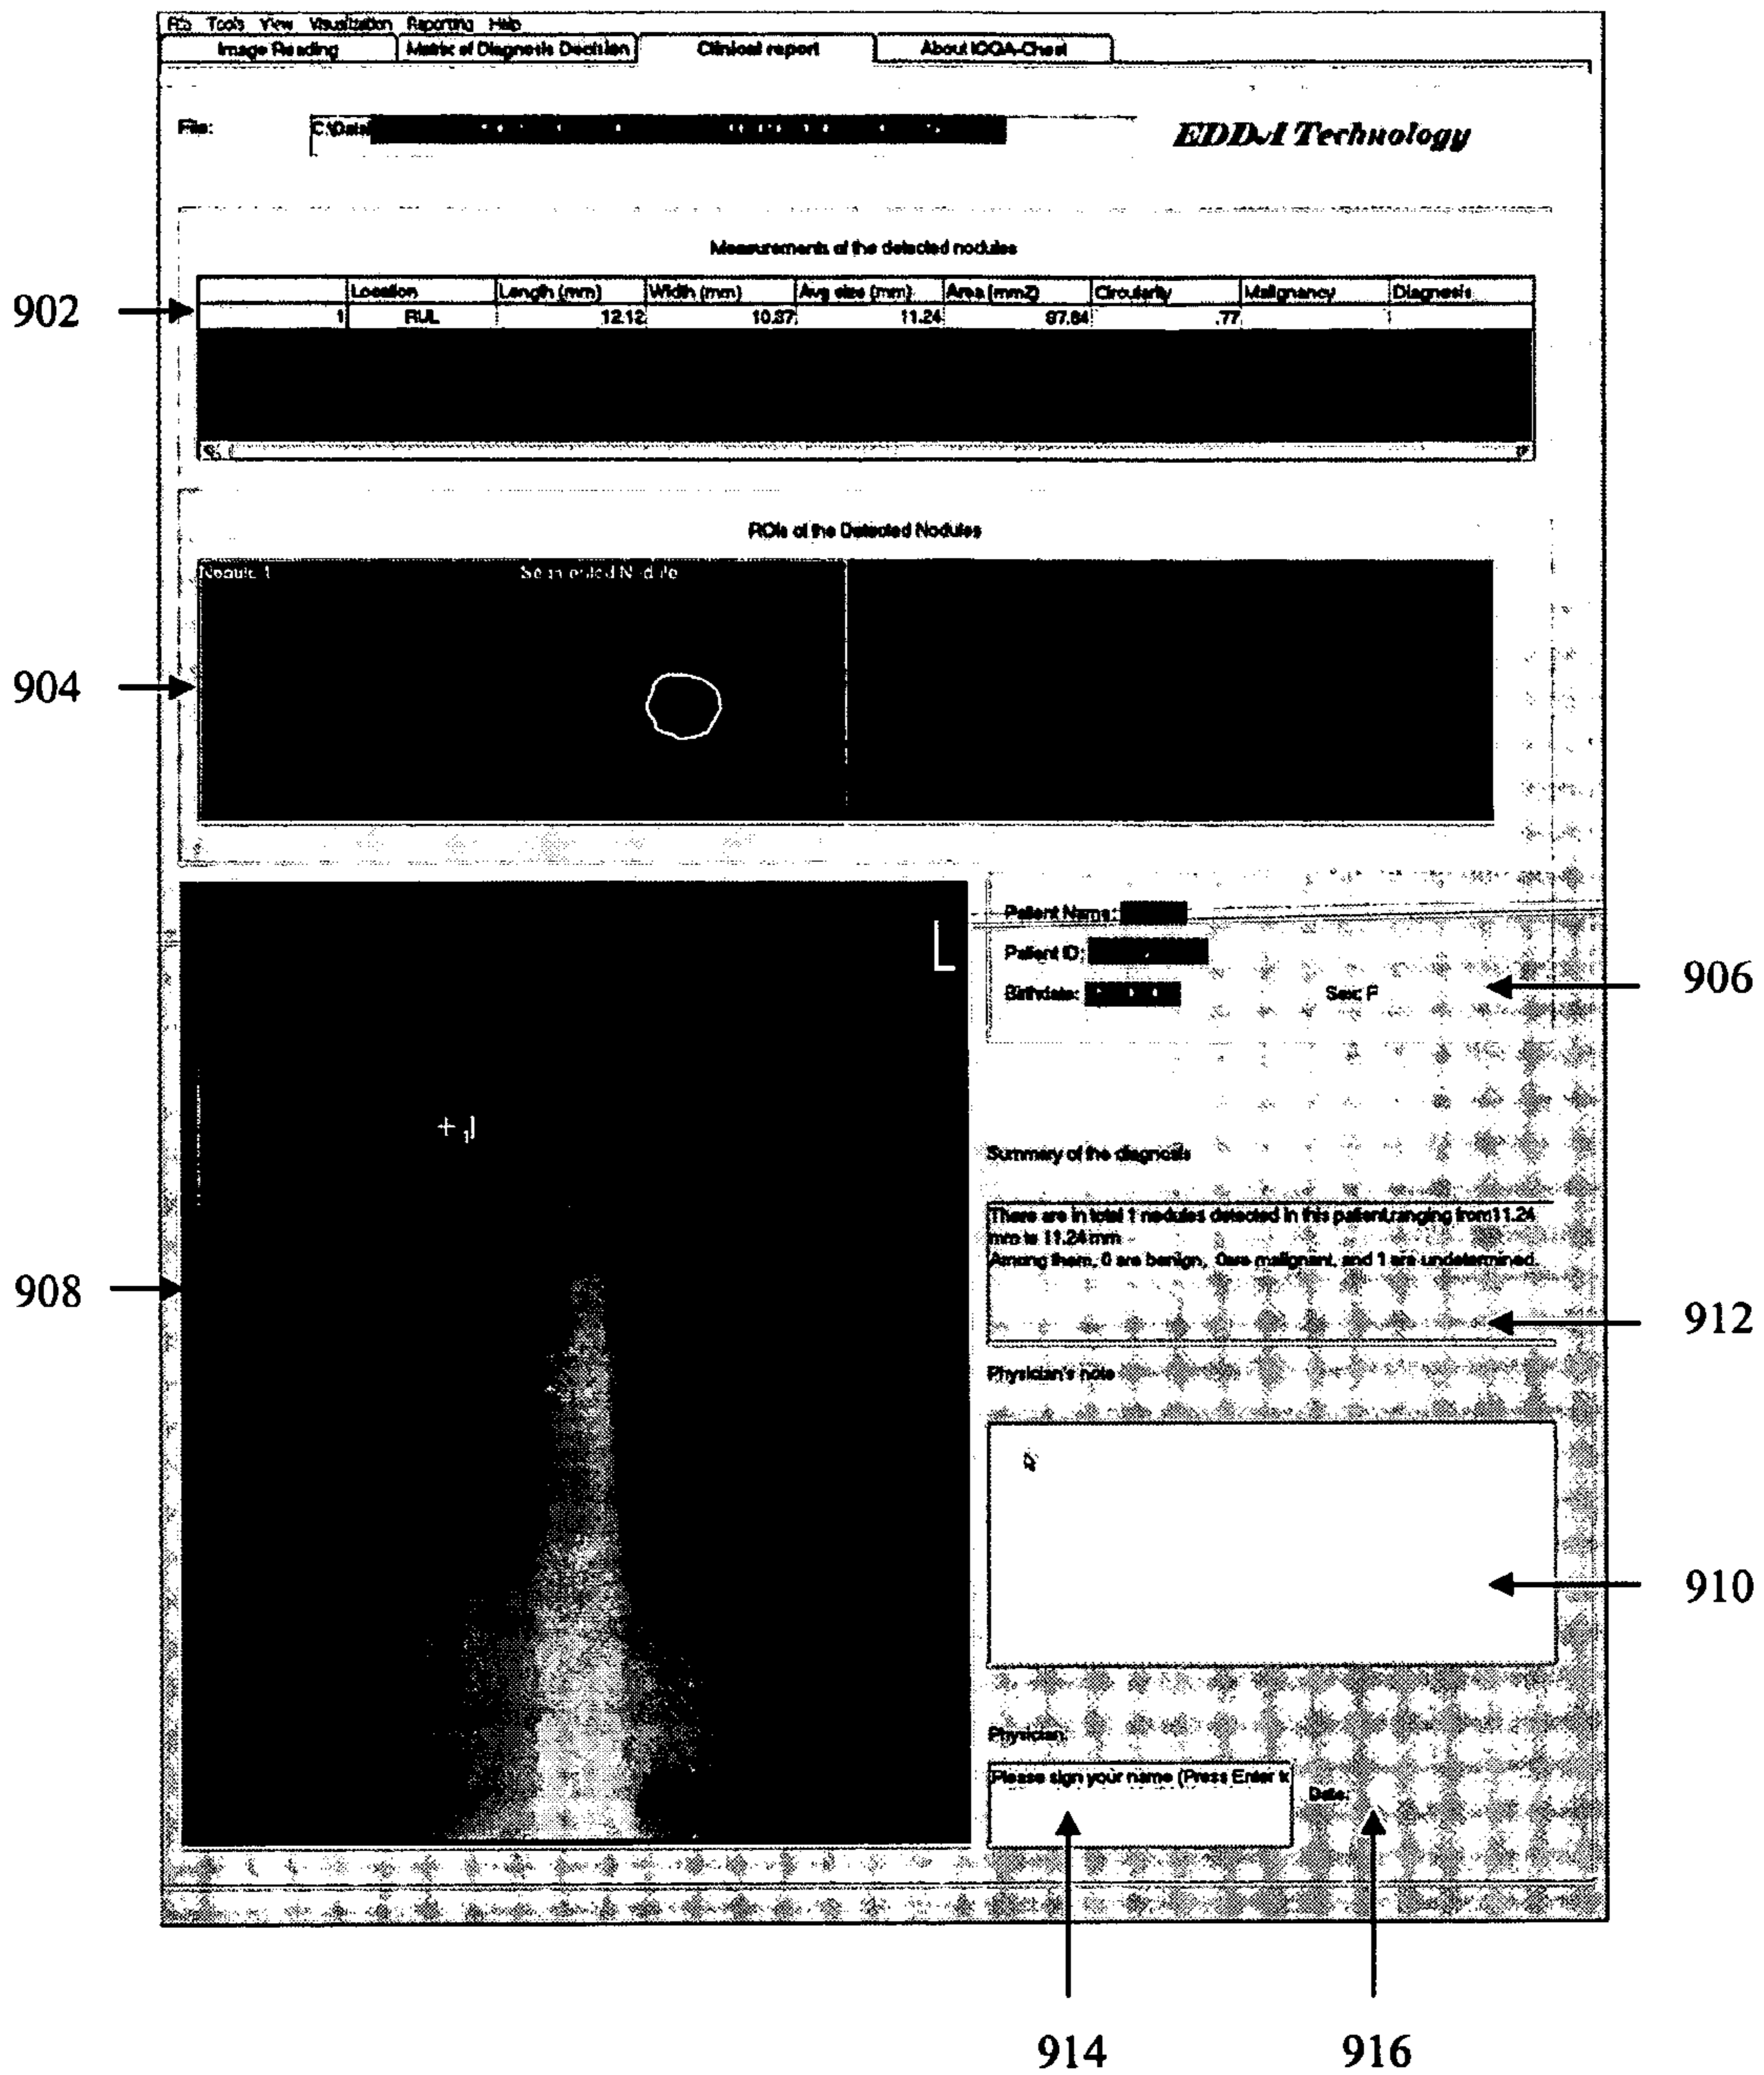 File Tools View Visualization Reporting Help
Image Reading Matrix of Diagnosis Decision Clinical report About IQQA-Chest
File: C:\Data\
EDDA Technology
Measurements of the detected nodules
Location Length (mm) Width (mm) Avg size (mm) Area (mm2) Circularity Malignancy Diagnosis
902
1 RUL 12.12 10.37 11.24 97.64 .77
ROIs of the Detected Nodules
Nodule 1 Segmented Nodule
904
L
Patient Name:
Patient ID:
Birthdate: Sex: F
906
+ 1
Summary of the diagnosis
There are in total 1 nodules detected in this patient,ranging from11.24
mm to 11.24 mm
Among them, 0 are benign, 0are malignant, and 1 are undetermined.
908
912
Physician's note
910
Physician:
Please sign your name (Press Enter t
Date:
914 916